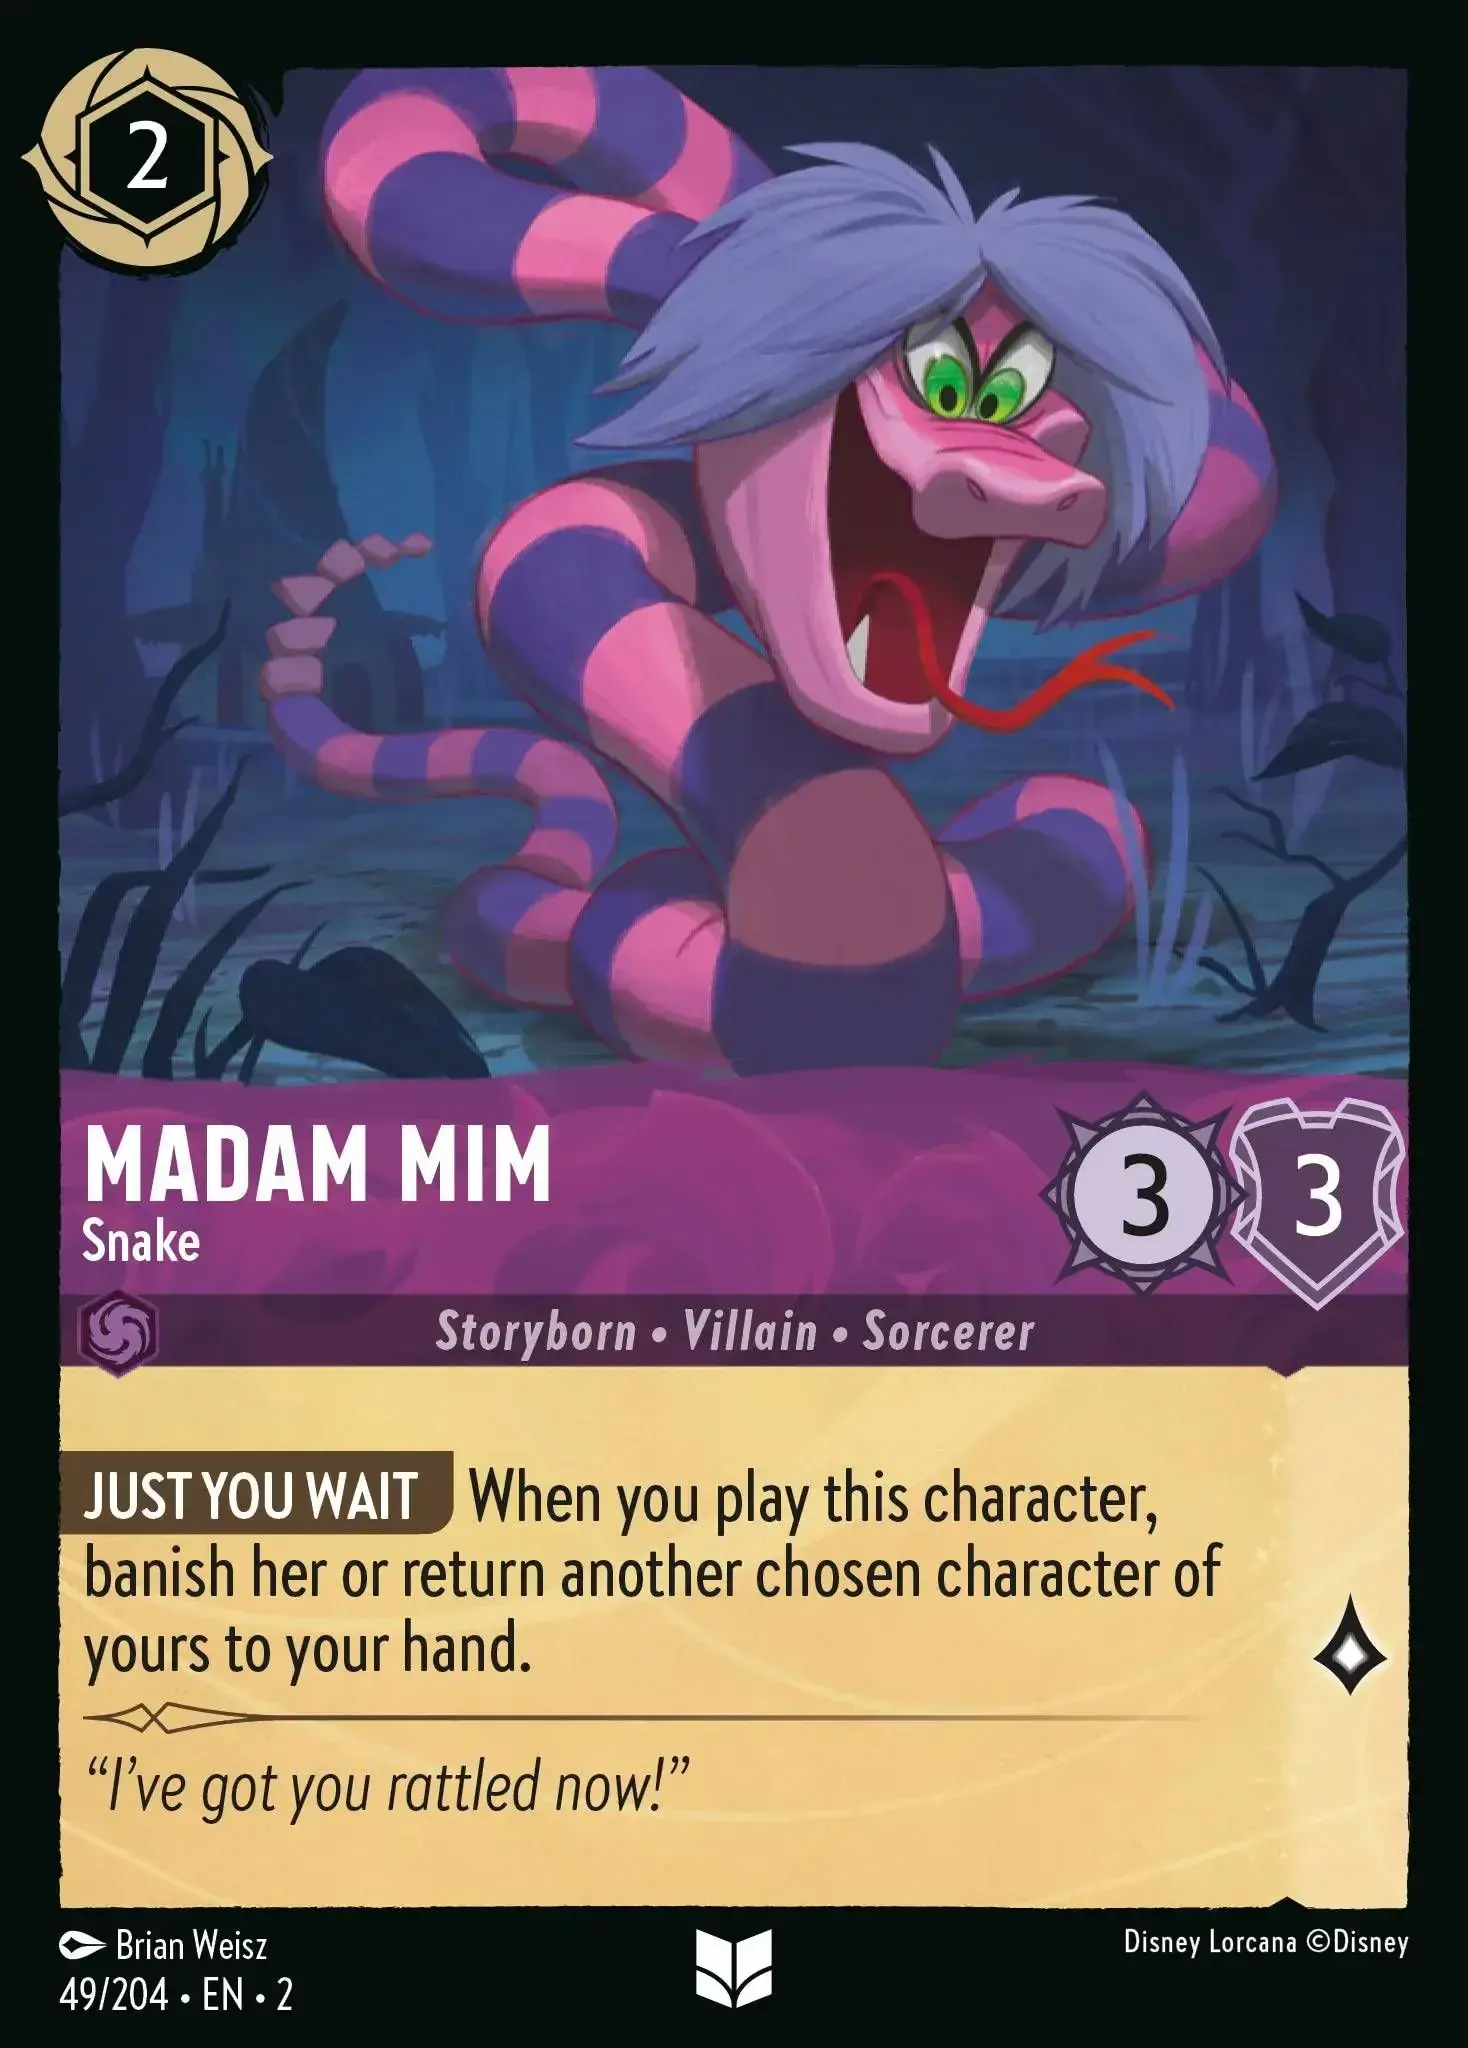 2
MADAM MIM
Snake
3
3
Storyborn • Villain • Sorcerer
JUST YOU WAIT When you play this character,
banish her or return another chosen character of
yours to your hand.
“I’ve got you rattled now!”
Brian Weisz
49/204 • EN • 2
Disney Lorcana ©Disney